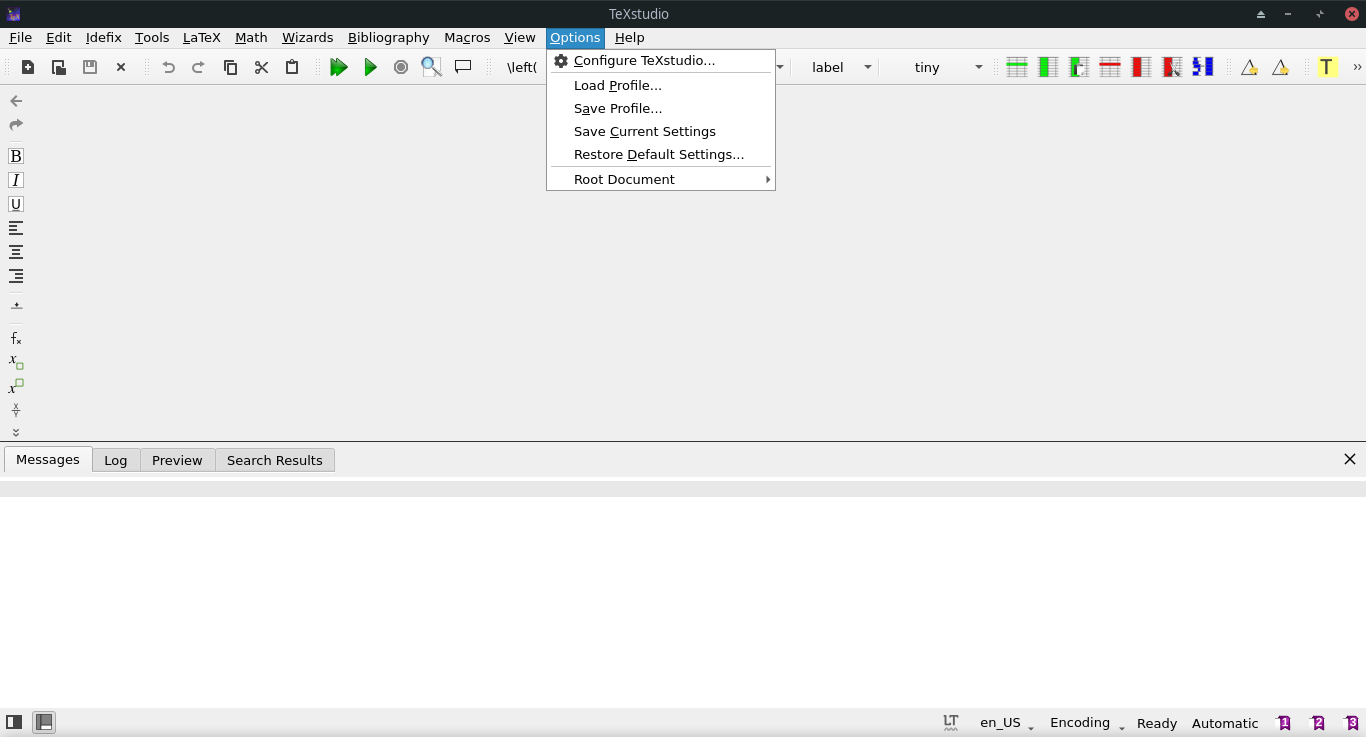 TeXstudio
File Edit Idefix Tools LaTeX Math Wizards Bibliography Macros View Options Help
\left( label tiny T
Configure TeXstudio...
Load Profile...
Save Profile...
Save Current Settings
Restore Default Settings...
Root Document
B
I
U
fx
x
x
x/y
Messages Log Preview Search Results
LT en_US Encoding Ready Automatic 1 2 3